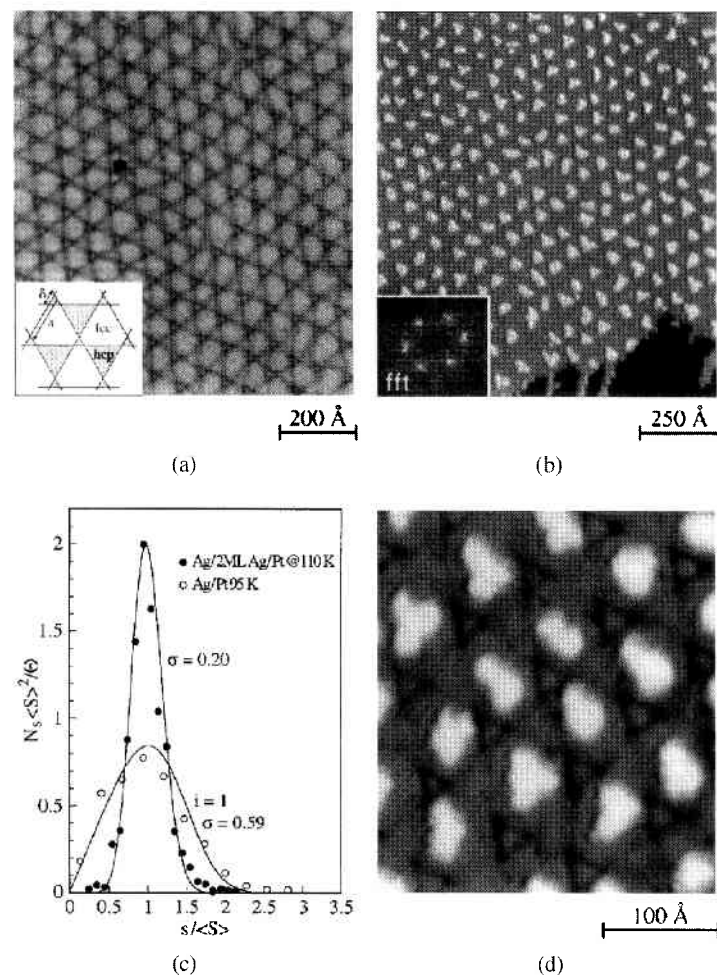 fcc
hcp
200 Å
(a)
fft
250 Å
(b)
2
1.5
1
0.5
0
0
0.5
1
1.5
2
2.5
3
3.5
N_s<S>²/⟨θ⟩
s/<S>
● Ag/2ML Ag/Pt@110K
○ Ag/Pt 95 K
σ = 0.20
i = 1
σ = 0.59
(c)
100 Å
(d)